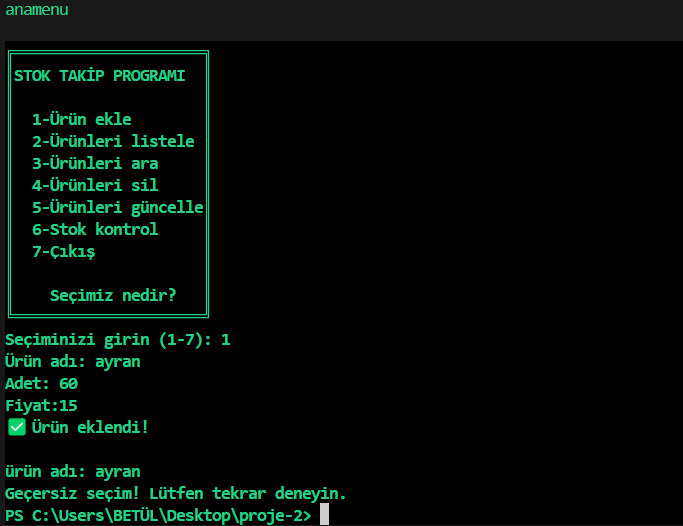 anamenu
STOK TAKİP PROGRAMI
1-Ürün ekle
2-Ürünleri listele
3-Ürünleri ara
4-Ürünleri sil
5-Ürünleri güncelle
6-Stok kontrol
7-Çıkış
Seçimiz nedir?
Seçiminizi girin (1-7): 1
Ürün adı: ayran
Adet: 60
Fiyat:15
✅ Ürün eklendi!
ürün adı: ayran
Geçersiz seçim! Lütfen tekrar deneyin.
PS C:\Users\BETÜL\Desktop\proje-2>